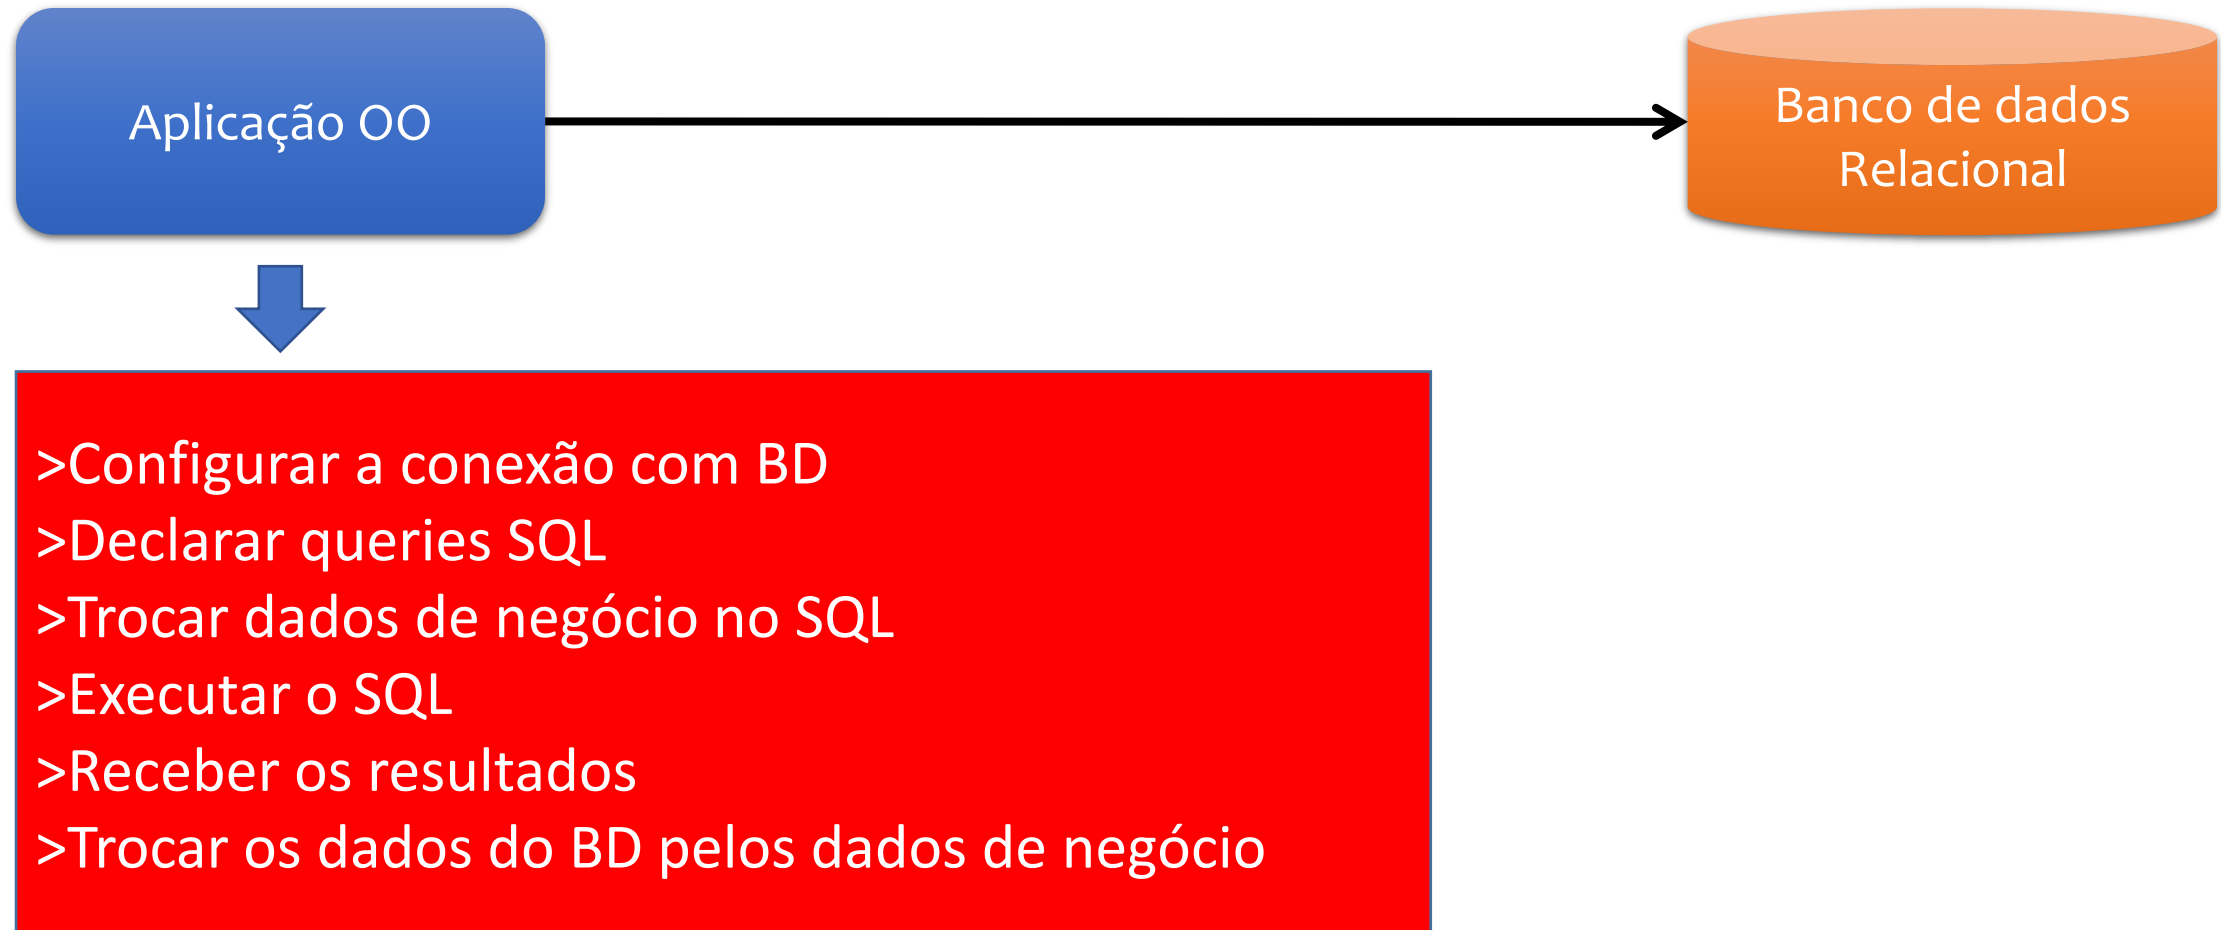 Aplicação OO
Banco de dados
Relacional
>Configurar a conexão com BD
>Declarar queries SQL
>Trocar dados de negócio no SQL
>Executar o SQL
>Receber os resultados
>Trocar os dados do BD pelos dados de negócio